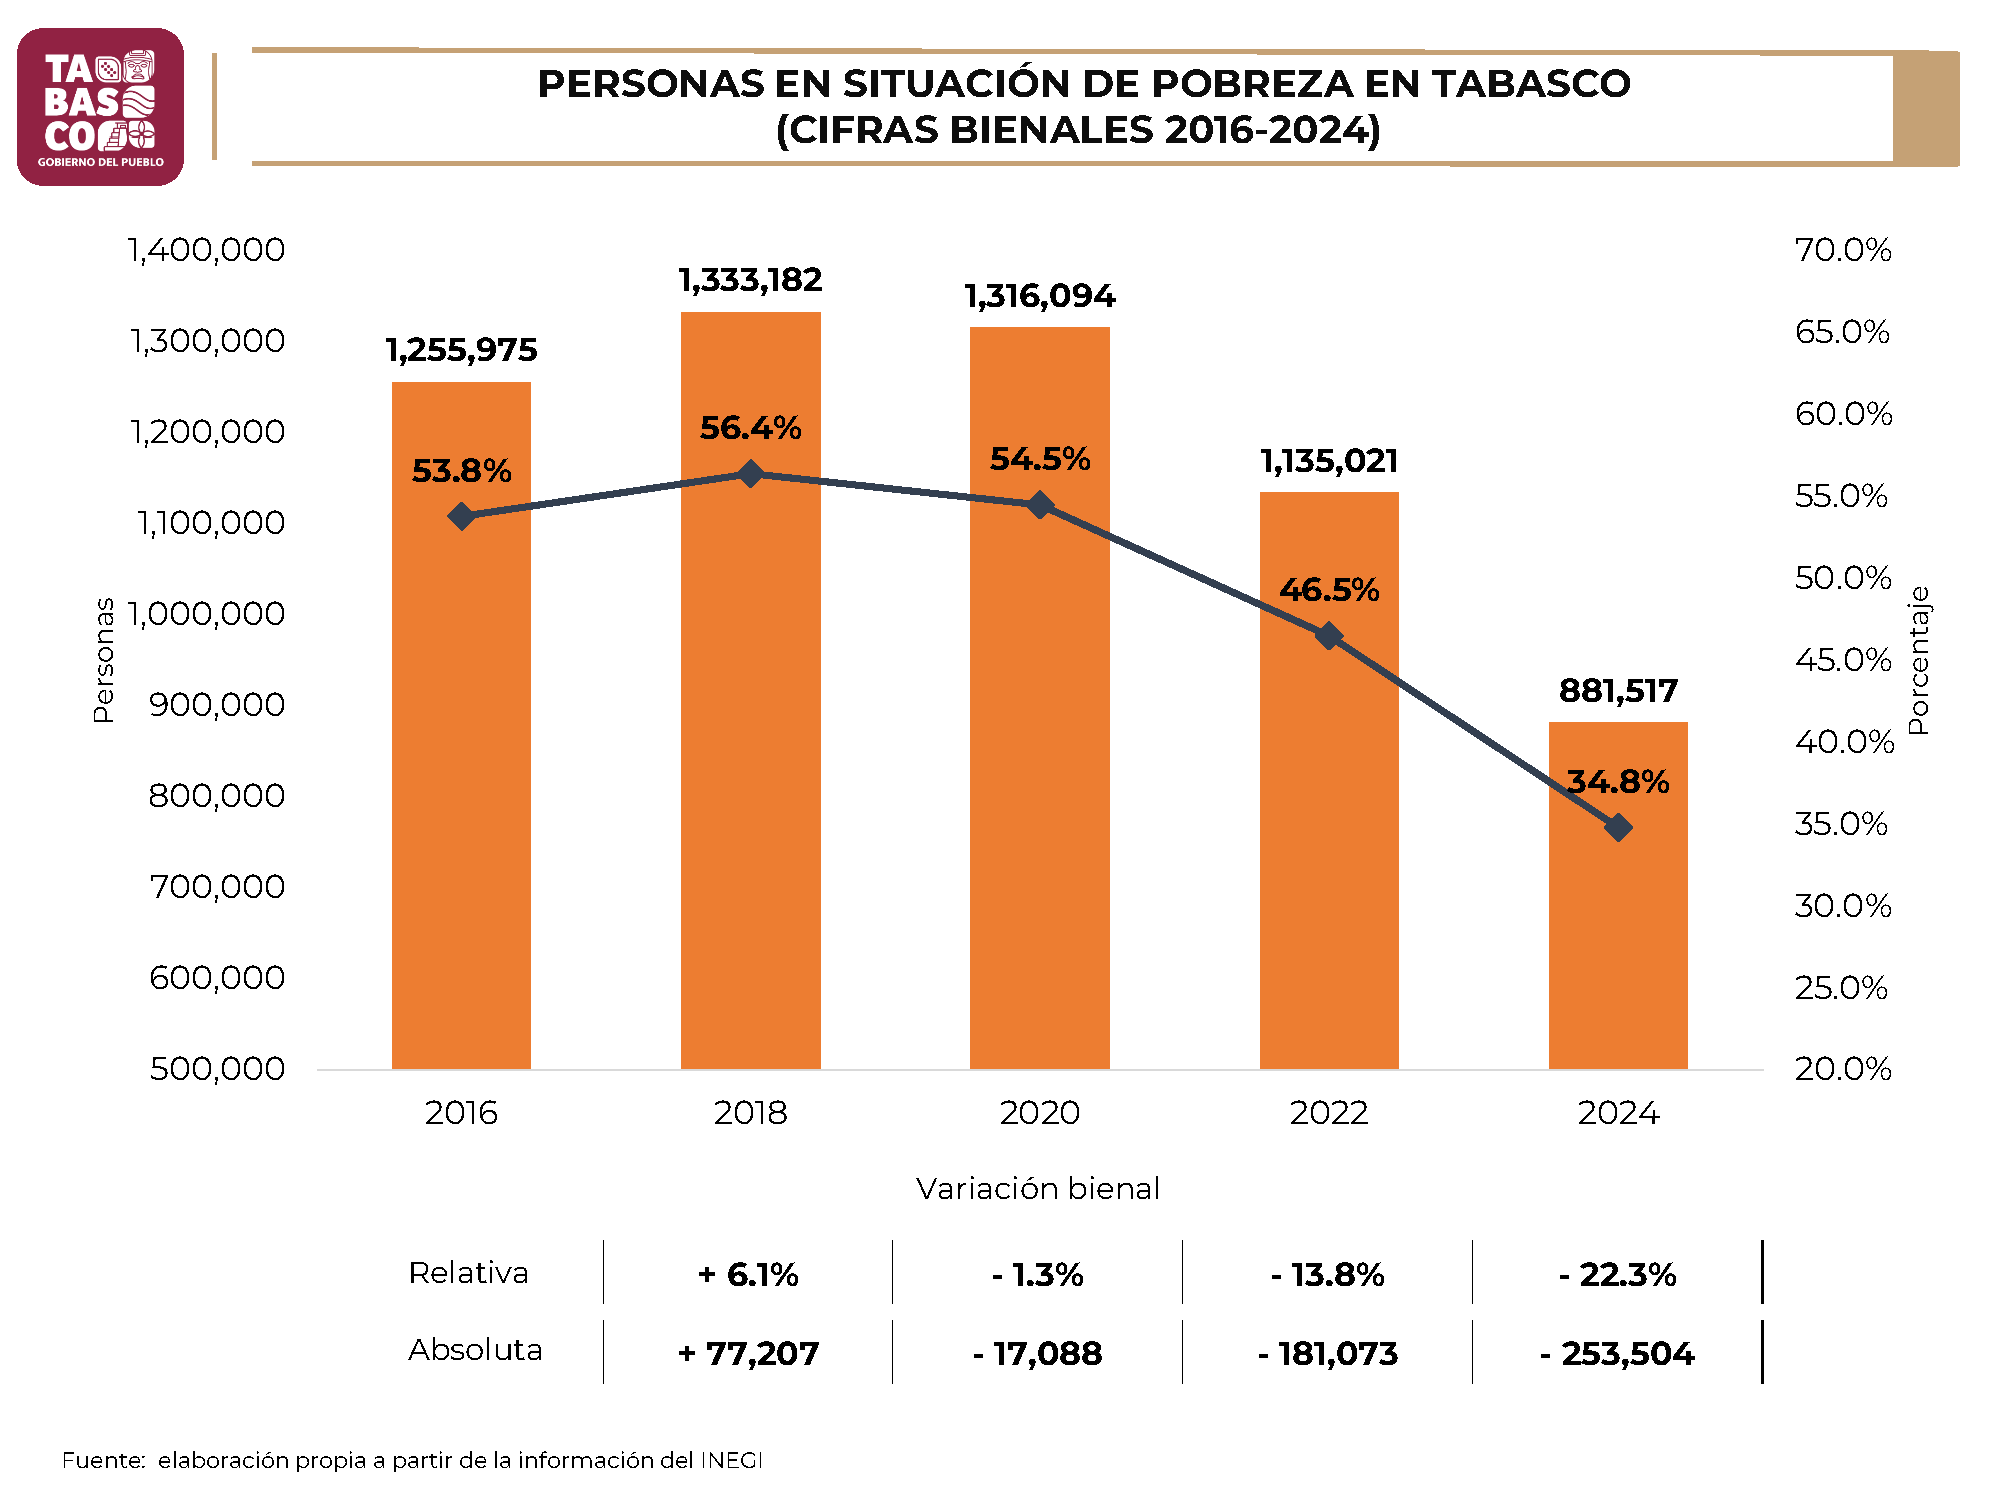 TA
BAS
CO
GOBIERNO DEL PUEBLO
PERSONAS EN SITUACIÓN DE POBREZA EN TABASCO
(CIFRAS BIENALES 2016-2024)
Personas
1,400,000
1,300,000
1,200,000
1,100,000
1,000,000
900,000
800,000
700,000
600,000
500,000
1,255,975
1,333,182
1,316,094
1,135,021
881,517
53.8%
56.4%
54.5%
46.5%
34.8%
70.0%
65.0%
60.0%
55.0%
50.0%
45.0%
40.0%
35.0%
30.0%
25.0%
20.0%
Porcentaje
2016 2018 2020 2022 2024
Variación bienal
Relativa + 6.1% - 1.3% - 13.8% - 22.3%
Absoluta + 77,207 - 17,088 - 181,073 - 253,504
Fuente: elaboración propia a partir de la información del INEGI